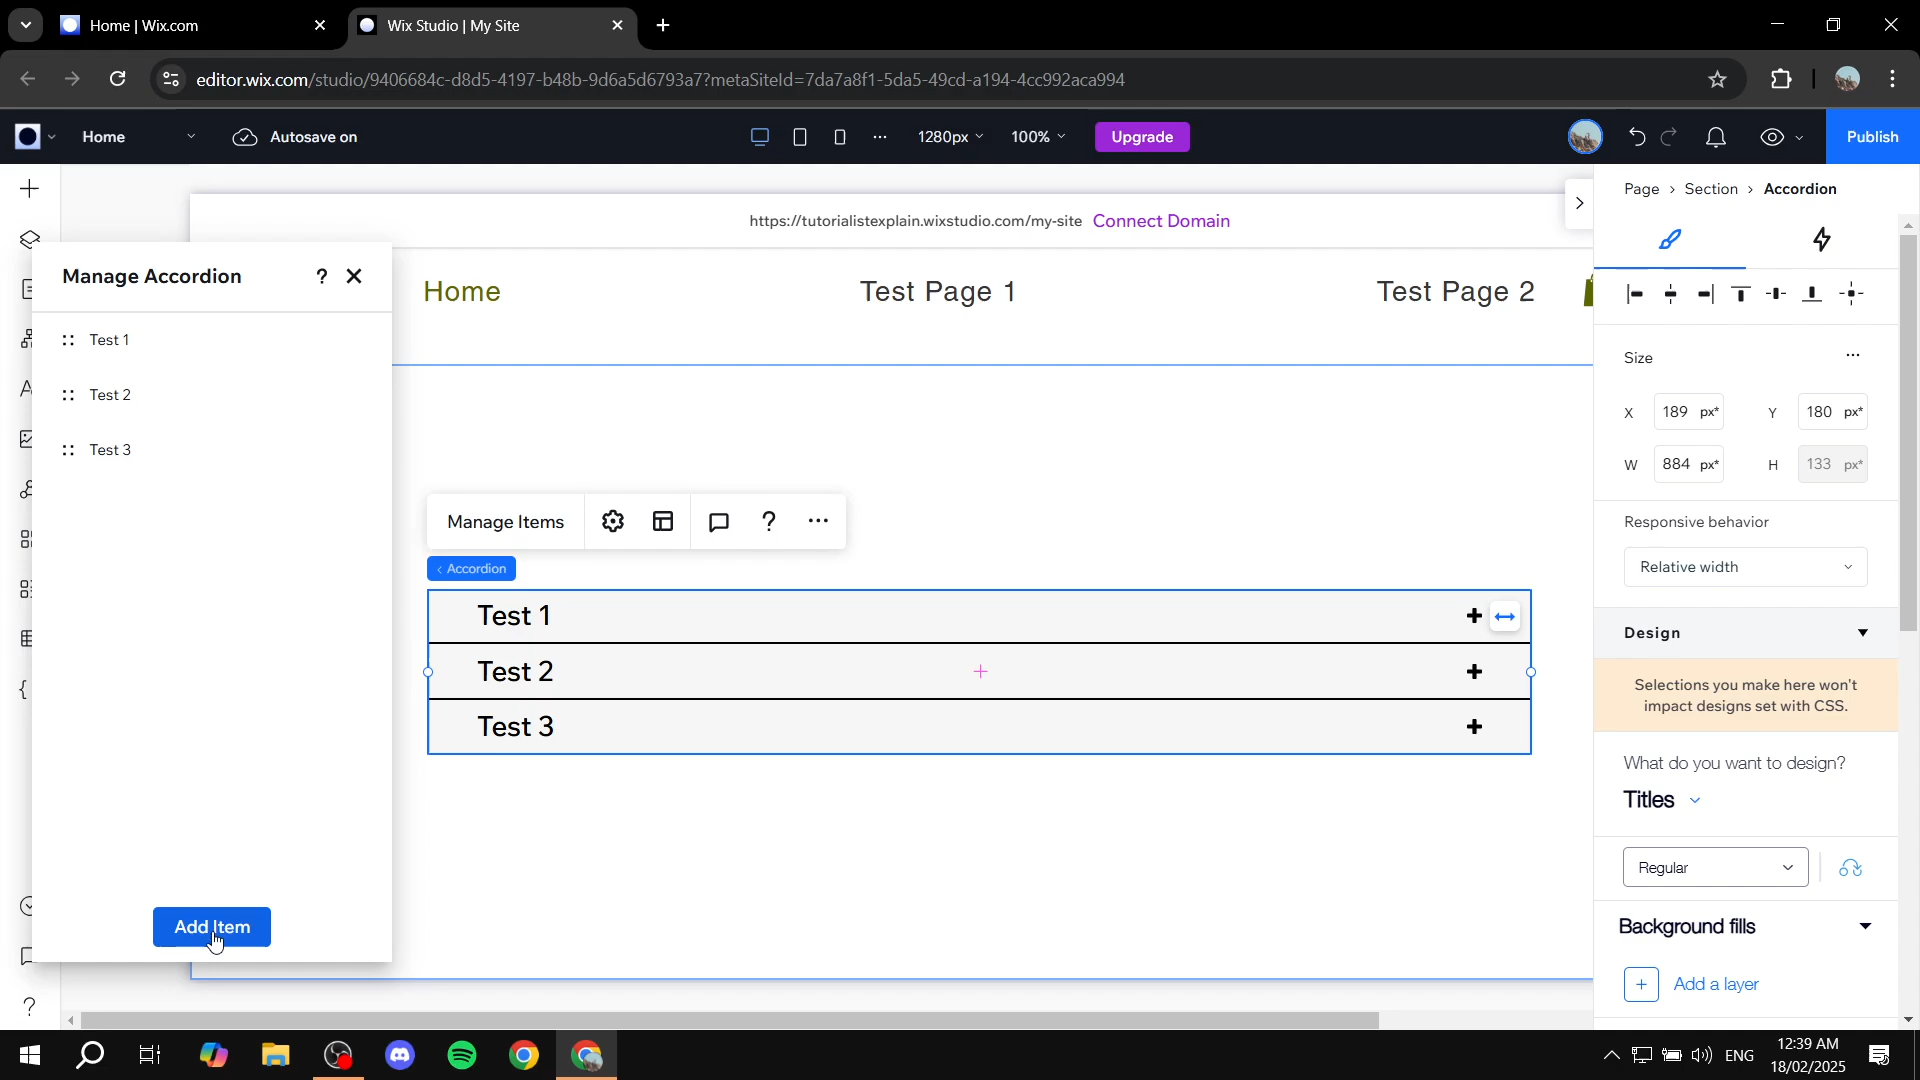 Home | Wix.com
Wix Studio | My Site
editor.wix.com/studio/9406684c-d8d5-4197-b48b-9d6a5d6793a7?metaSiteId=7da7a8f1-5da5-49cd-a194-4cc992aca994
Home
Autosave on
1280px
100%
Upgrade
Publish
https://tutorialistexplain.wixstudio.com/my-site Connect Domain
Page > Section > Accordion
Manage Accordion
Home
Test Page 1
Test Page 2
Test 1
Test 2
Test 3
Size
X 189 px* Y 180 px*
W 884 px* H 133 px*
Manage Items
< Accordion
Test 1
Test 2
Test 3
Responsive behavior
Relative width
Design
Selections you make here won't
impact designs set with CSS.
What do you want to design?
Titles
Regular
Background fills
Add a layer
Add Item
ENG
12:39 AM
18/02/2025